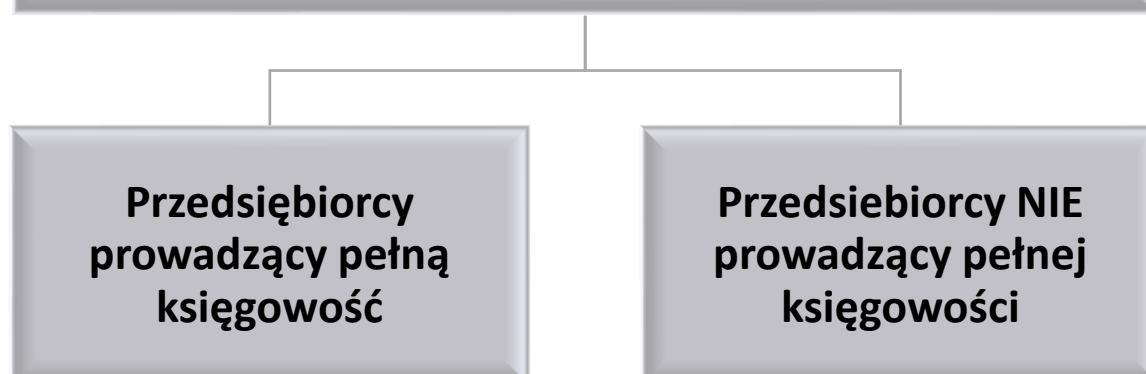 Przedsiębiorcy
prowadzący pełną
księgowość
Przedsiebiorcy NIE
prowadzący pełnej
księgowości